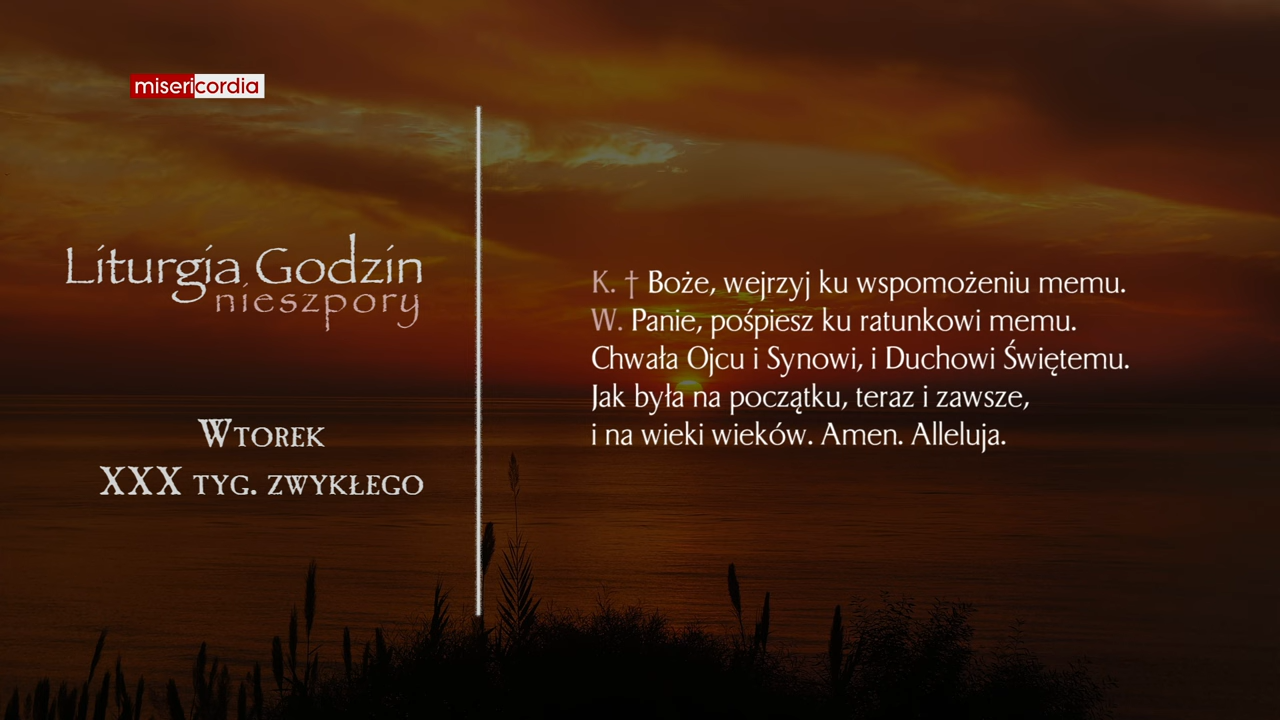 misericordia
Liturgia Godzin
nieszpory
Wtorek
XXX tyg. zwykłego
K. † Boże, wejrzyj ku wspomożeniu memu.
W. Panie, pośpiesz ku ratunkowi memu.
Chwała Ojcu i Synowi, i Duchowi Świętemu.
Jak była na początku, teraz i zawsze,
i na wieki wieków. Amen. Alleluja.